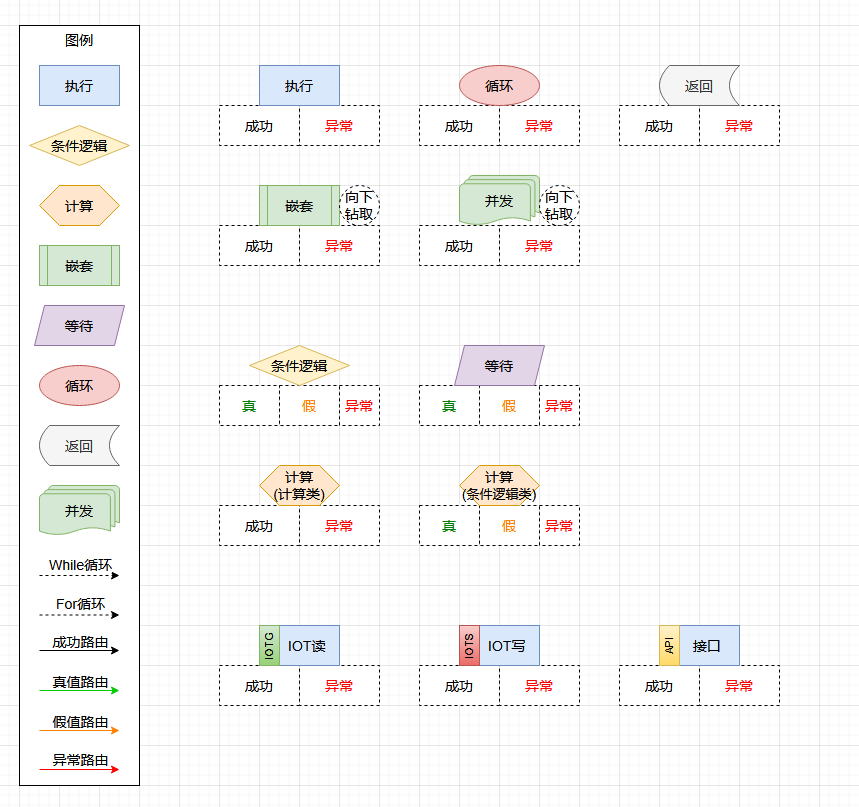 图例
执行
条件逻辑
计算
嵌套
等待
循环
返回
并发
While循环
For循环
成功路由
真值路由
假值路由
异常路由
执行
成功
异常
循环
成功
异常
返回
成功
异常
嵌套
向下
钻取
成功
异常
并发
向下
钻取
成功
异常
条件逻辑
真
假
异常
等待
真
假
异常
计算
(计算类)
成功
异常
计算
(条件逻辑类)
真
假
异常
IOTG
IOT读
成功
异常
IOTS
IOT写
成功
异常
API
接口
成功
异常